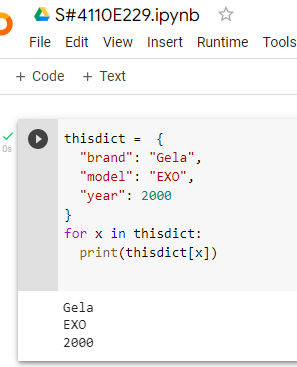 S#4110E229.ipynb
File Edit View Insert Runtime Tools
+ Code + Text
0s
thisdict =  {
  "brand": "Gela",
  "model": "EXO",
  "year": 2000
}
for x in thisdict:
  print(thisdict[x])
Gela
EXO
2000